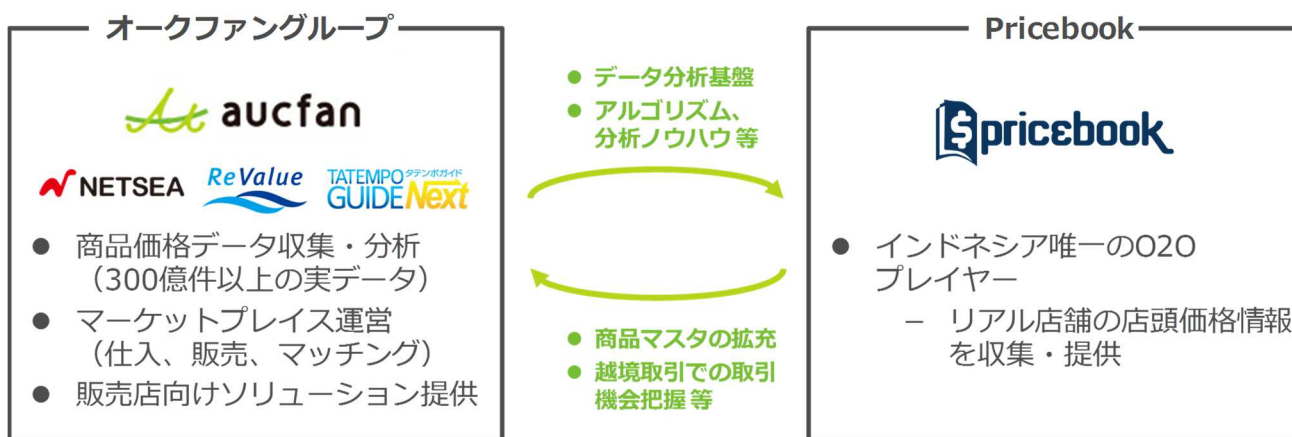 オークファングループ
aucfan
NETSEA
ReValue
TATEMPO タテンポガイド
GUIDE Next
● 商品価格データ収集・分析
（300億件以上の実データ）
● マーケットプレイス運営
（仕入、販売、マッチング）
● 販売店向けソリューション提供
● データ分析基盤
● アルゴリズム、
分析ノウハウ 等
● 商品マスタの拡充
● 越境取引での取引
機会把握 等
Pricebook
pricebook
● インドネシア唯一のO2O
プレイヤー
– リアル店舗の店頭価格情報
を収集・提供